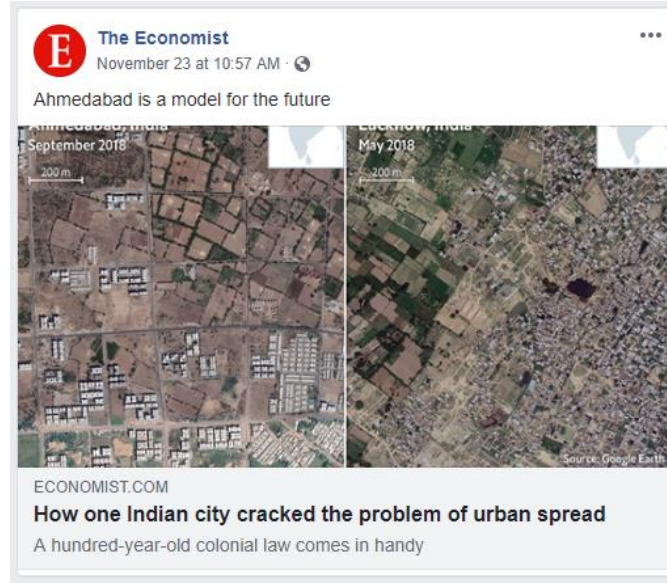 The Economist
November 23 at 10:57 AM ·
Ahmedabad is a model for the future
Ahmedabad, India
September 2018
200 m
Lucknow, India
May 2018
200 m
Source: Google Earth
ECONOMIST.COM
How one Indian city cracked the problem of urban spread
A hundred-year-old colonial law comes in handy